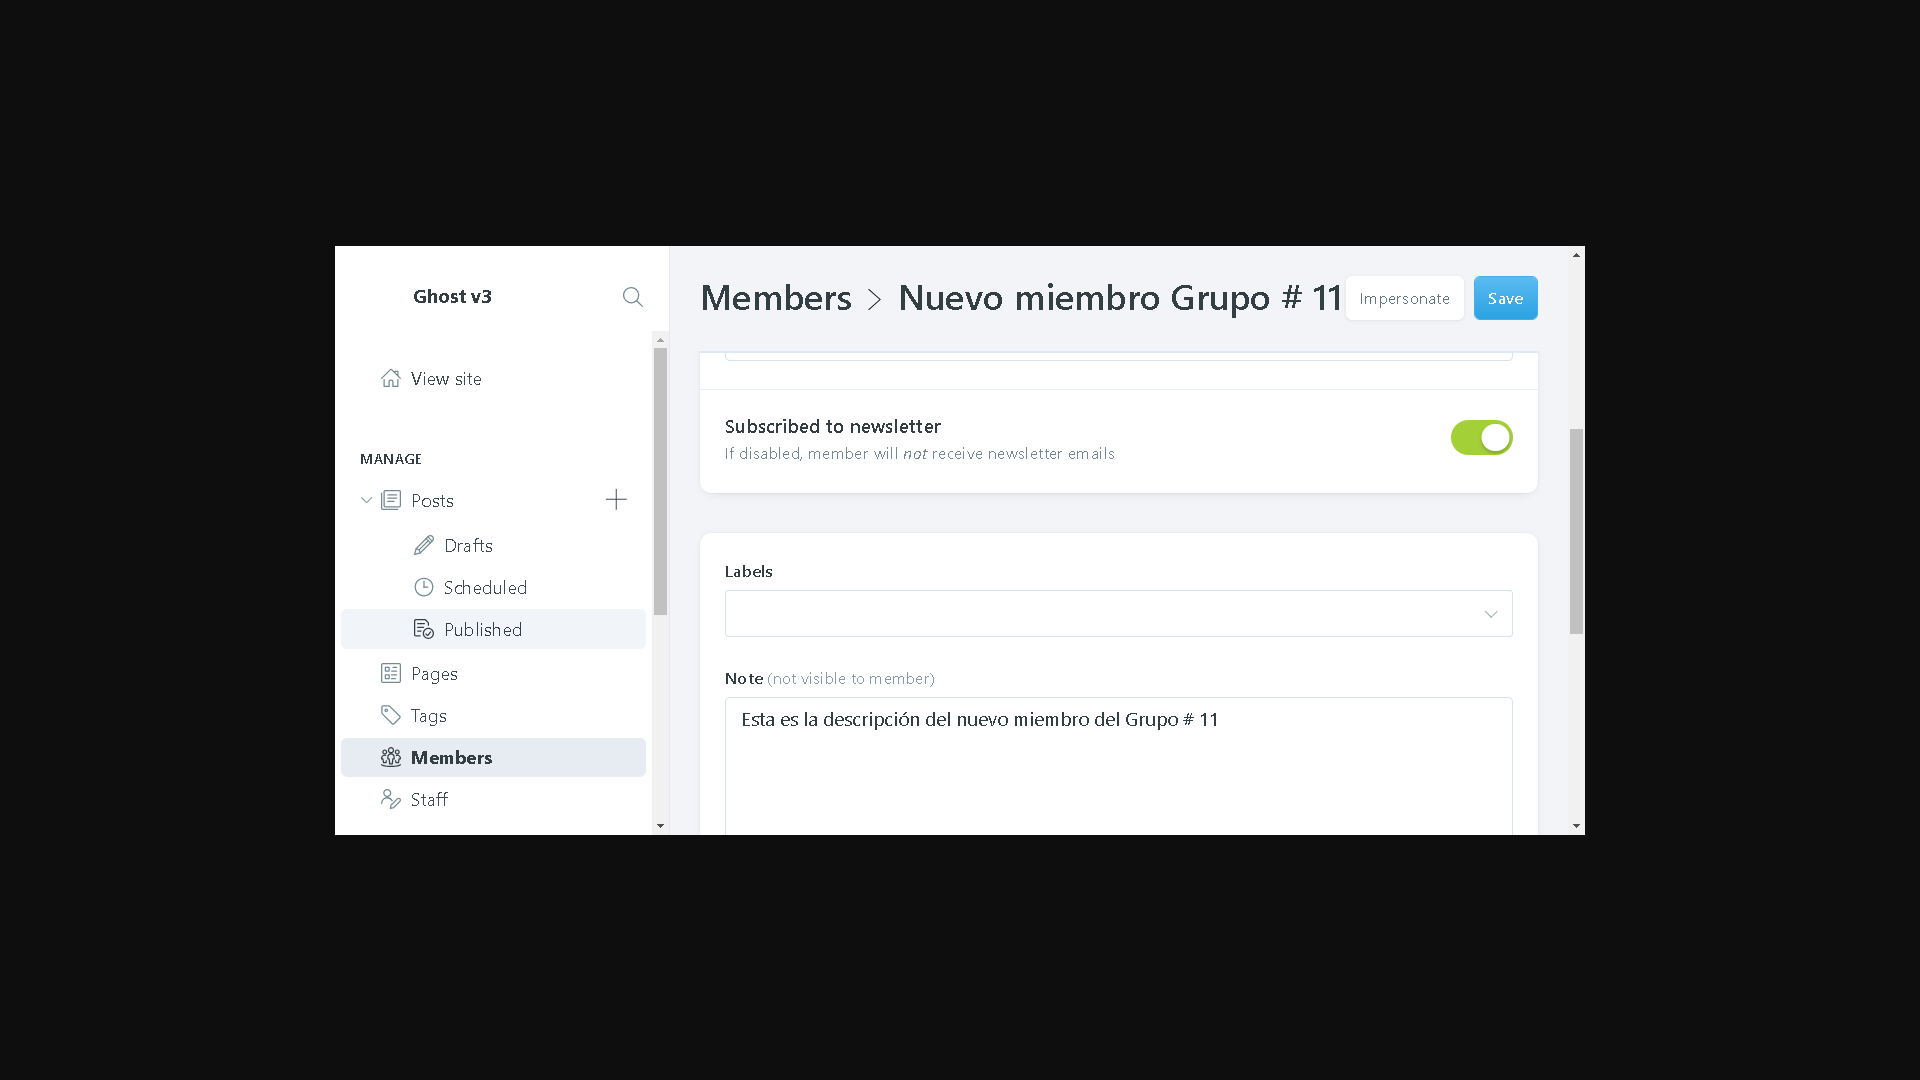 Ghost v3
View site
MANAGE
Posts
Drafts
Scheduled
Published
Pages
Tags
Members
Staff
Members > Nuevo miembro Grupo # 11
Impersonate
Save
Subscribed to newsletter
If disabled, member will not receive newsletter emails
Labels
Note (not visible to member)
Esta es la descripción del nuevo miembro del Grupo # 11